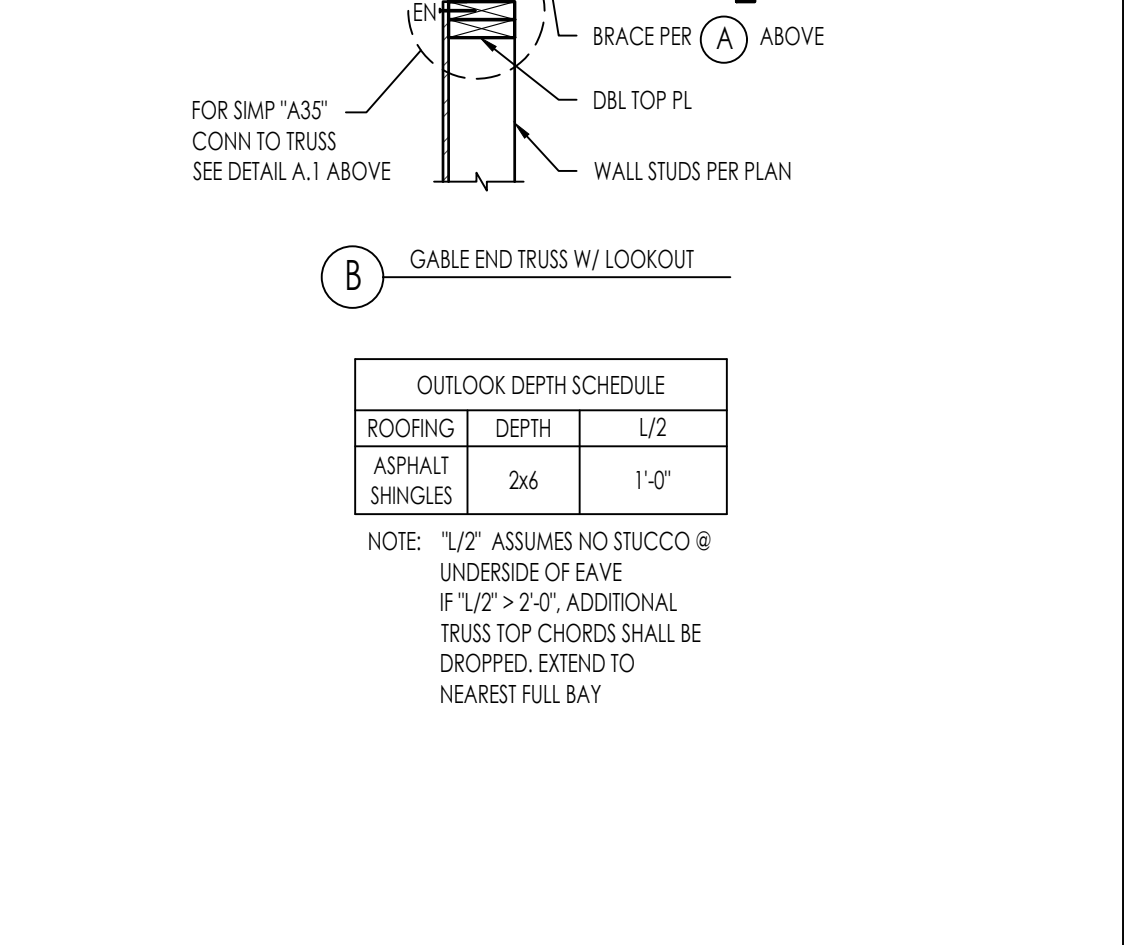 EN
BRACE PER A ABOVE
DBL TOP PL
FOR SIMP "A35"
CONN TO TRUSS
SEE DETAIL A.1 ABOVE
WALL STUDS PER PLAN
B GABLE END TRUSS W/ LOOKOUT
OUTLOOK DEPTH SCHEDULE
ROOFING DEPTH L/2
ASPHALT
SHINGLES
2x6 1'-0"
NOTE: "L/2" ASSUMES NO STUCCO @
UNDERSIDE OF EAVE
IF "L/2" > 2'-0", ADDITIONAL
TRUSS TOP CHORDS SHALL BE
DROPPED. EXTEND TO
NEAREST FULL BAY